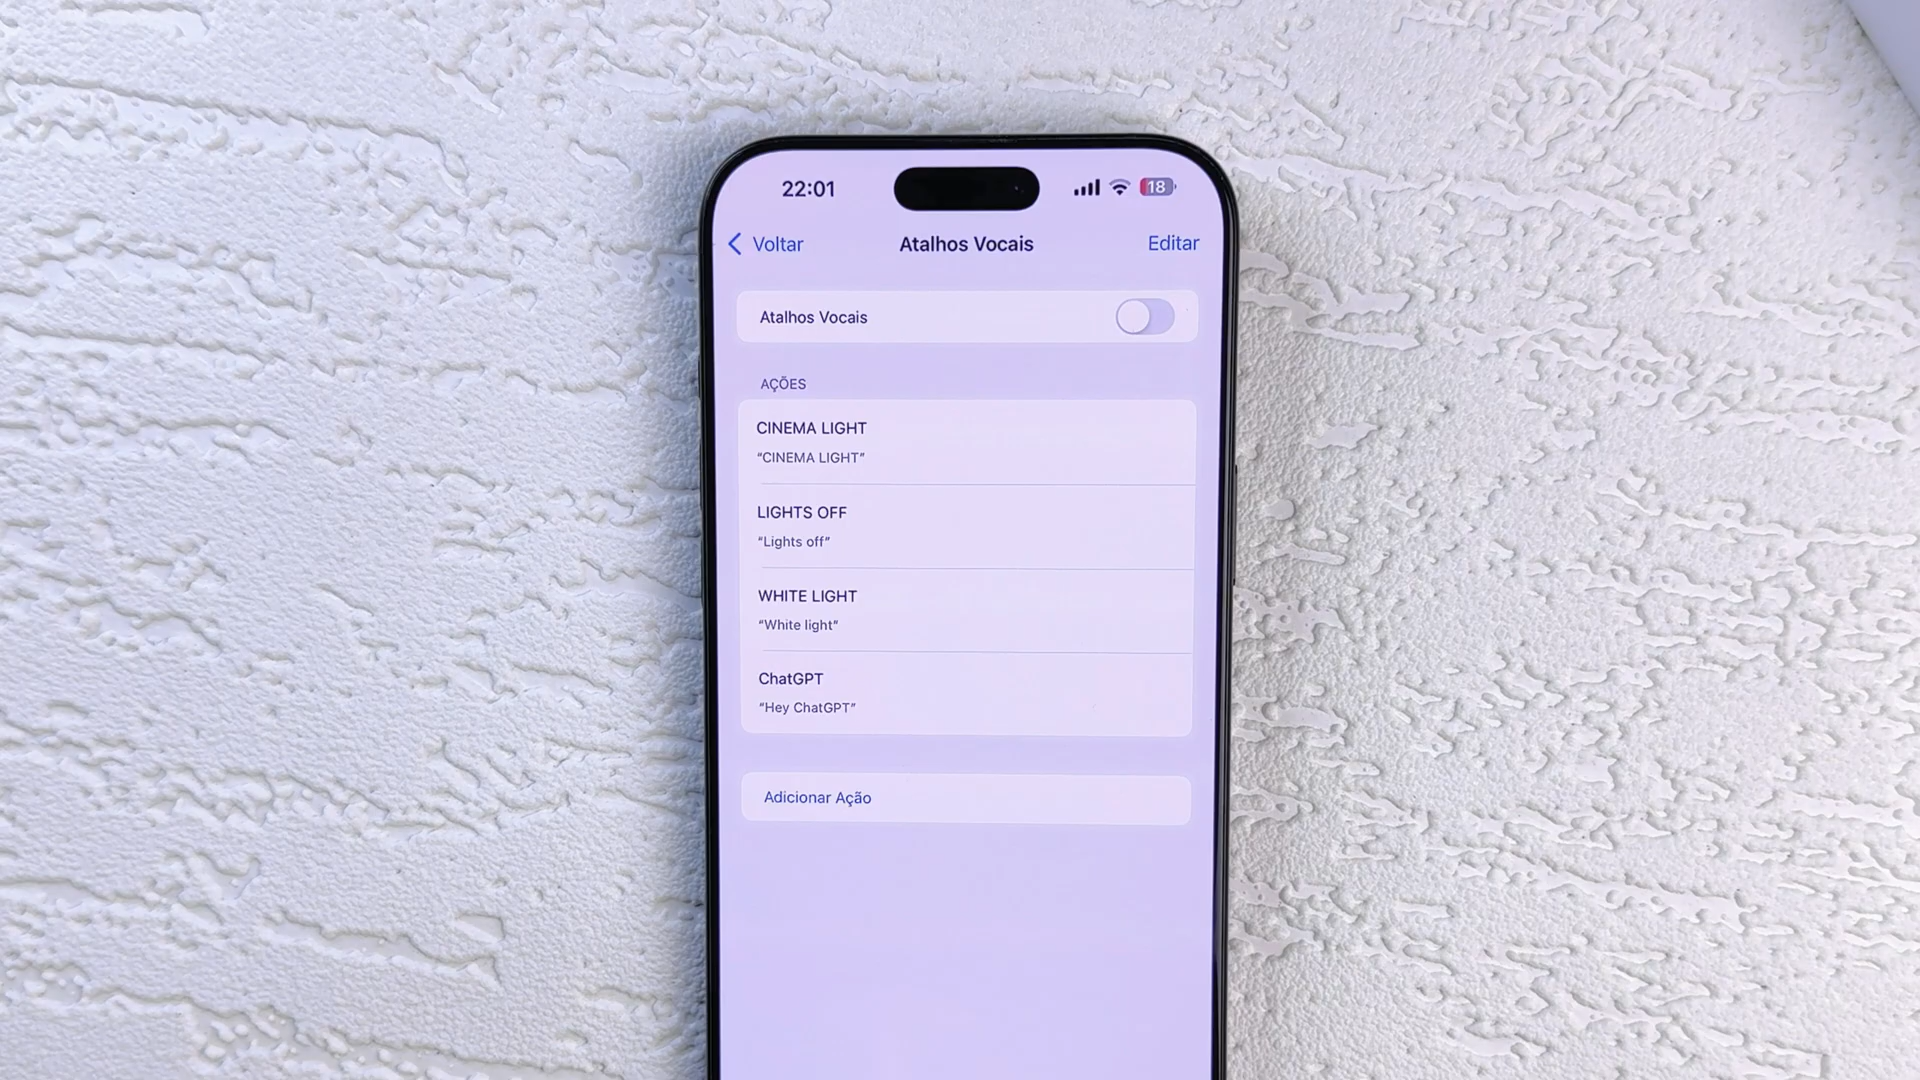 22:01
18
Voltar
Atalhos Vocais
Editar
Atalhos Vocais
AÇÕES
CINEMA LIGHT
“CINEMA LIGHT”
LIGHTS OFF
“Lights off”
WHITE LIGHT
“White light”
ChatGPT
“Hey ChatGPT”
Adicionar Ação